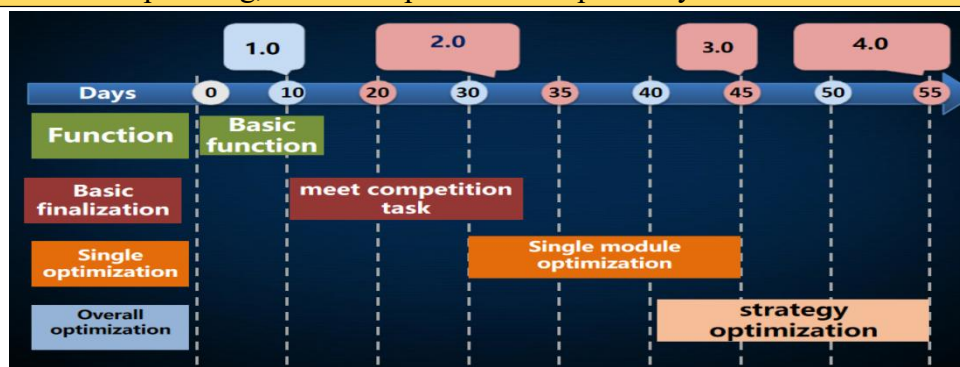 1.0
2.0
3.0
4.0
Days 0 10 20 30 35 40 45 50 55
Function
Basic
function
Basic
finalization
meet competition
task
Single
optimization
Single module
optimization
Overall
optimization
strategy
optimization